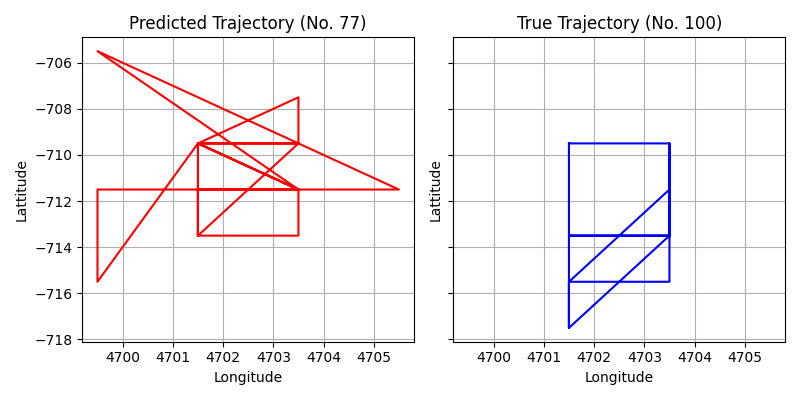 Predicted Trajectory (No. 77)
True Trajectory (No. 100)
Lattitude
−706
−708
−710
−712
−714
−716
−718
4700 4701 4702 4703 4704 4705
Longitude
Lattitude
4700 4701 4702 4703 4704 4705
Longitude